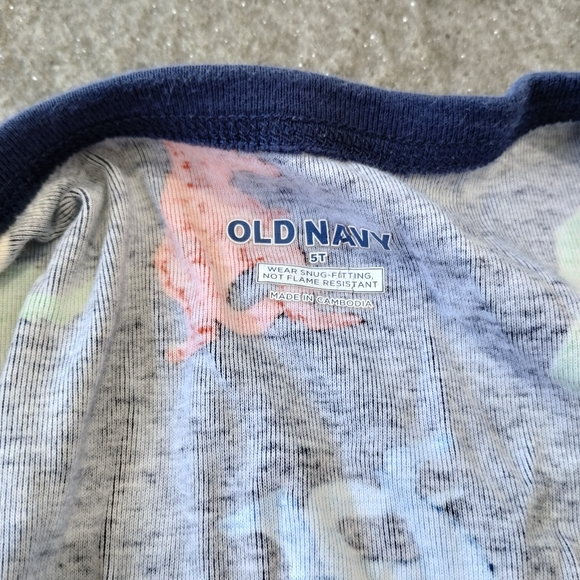 OLD NAVY
5T
WEAR SNUG-FITTING,
NOT FLAME RESISTANT
MADE IN CAMBODIA